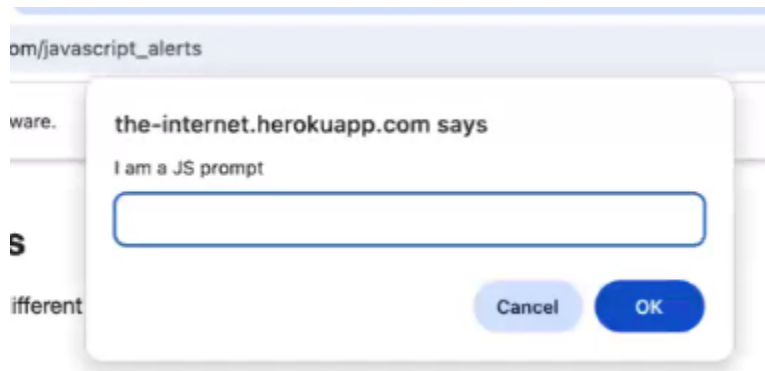 om/javascript_alerts
ware.
the-internet.herokuapp.com says
I am a JS prompt
s
ifferent
Cancel OK